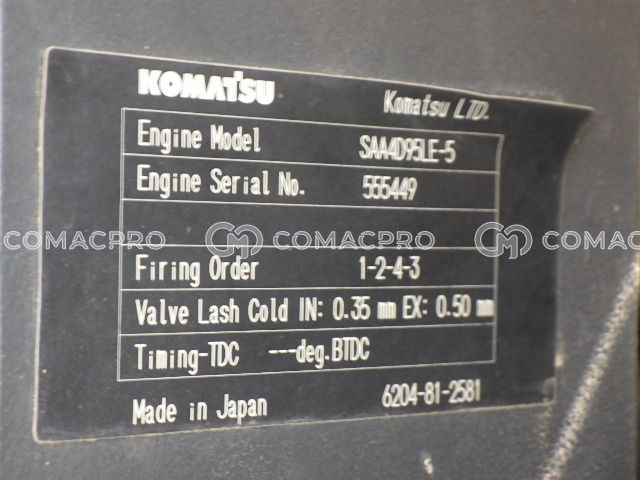 KOMATSU Komatsu LTD.
Engine Model SAA4D95LE-5
Engine Serial No. 555449
COMACPRO COMACPRO COMACPRO
Firing Order 1-2-4-3
Valve Lash Cold IN: 0.35 mm EX: 0.50 mm
Timing-TDC ---deg.BTDC
Made in Japan 6204-81-2581